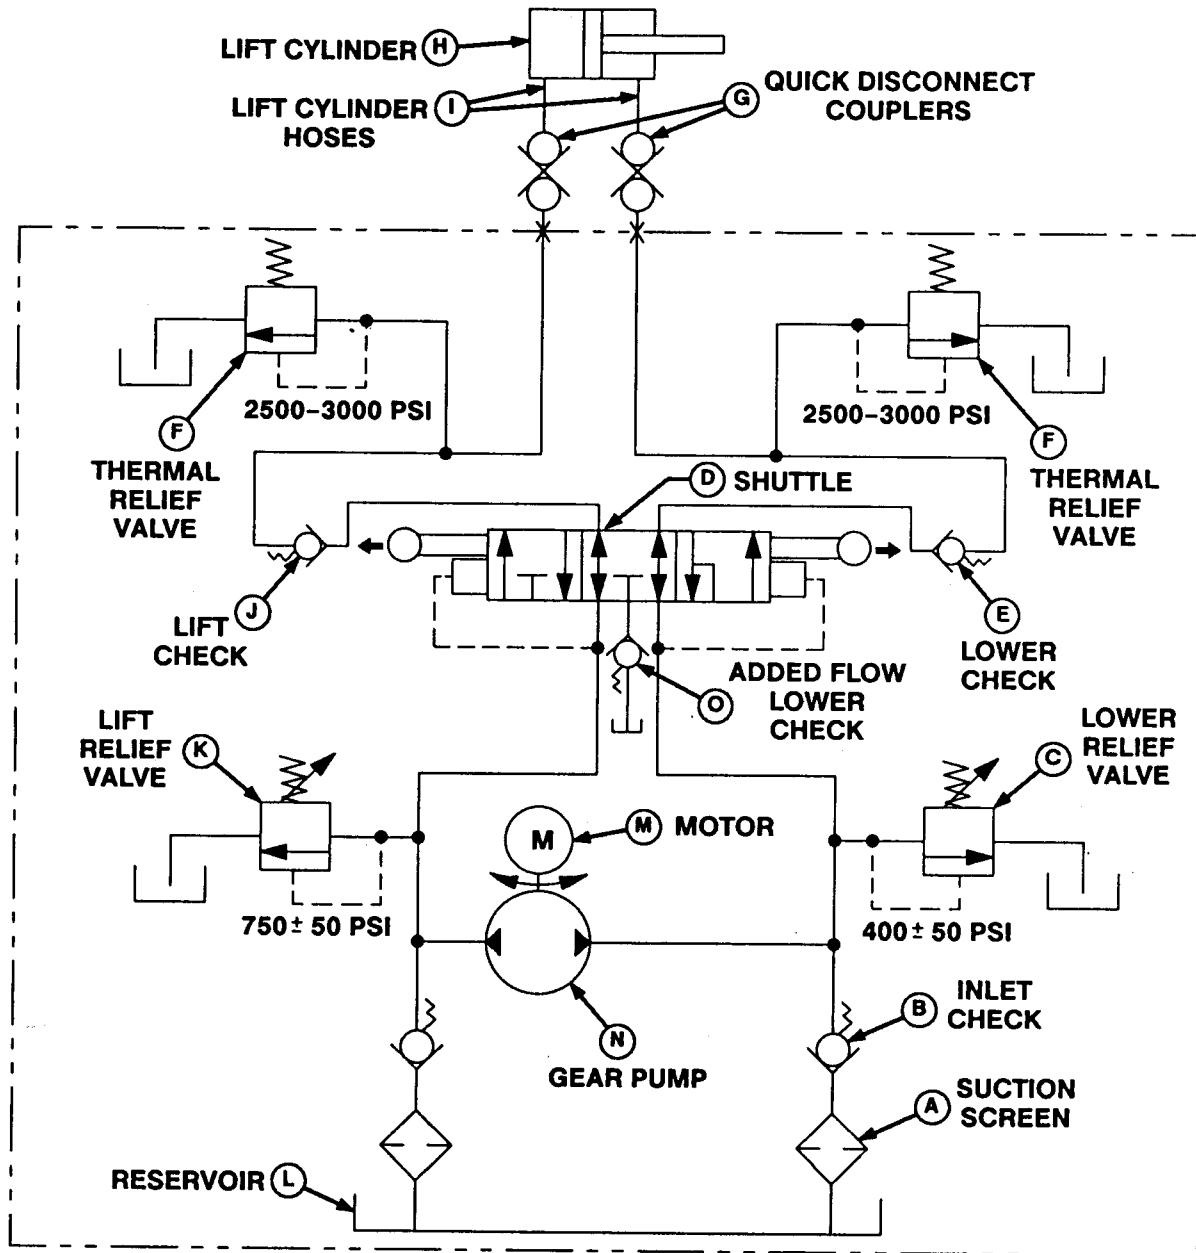 LIFT CYLINDER H
LIFT CYLINDER I
HOSES
G QUICK DISCONNECT
COUPLERS
2500-3000 PSI
F
THERMAL
RELIEF
VALVE
2500-3000 PSI
F
THERMAL
RELIEF
VALVE
D SHUTTLE
J
LIFT
CHECK
E
LOWER
CHECK
ADDED FLOW
LOWER
CHECK
O
LIFT
RELIEF
VALVE
K
LOWER
RELIEF
VALVE
C
M
M MOTOR
750 ± 50 PSI
400 ± 50 PSI
N
GEAR PUMP
B INLET
CHECK
A SUCTION
SCREEN
RESERVOIR L